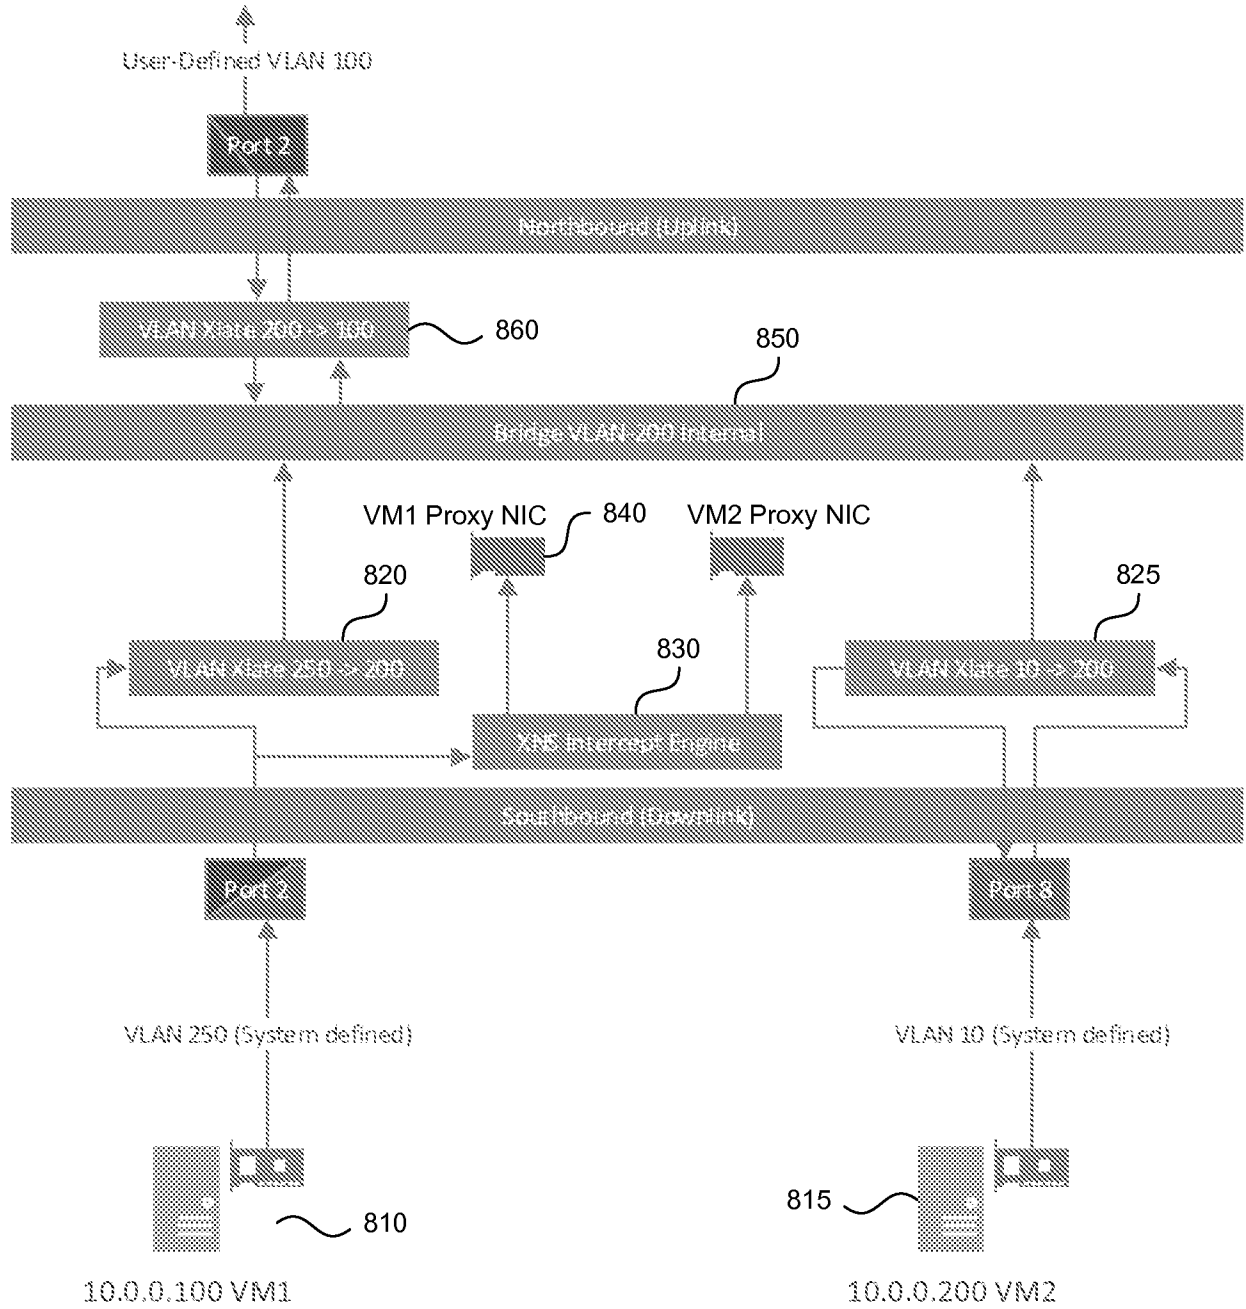 User-Defined VLAN 100
Port 2
Northbound (Uplink)
VLAN Xlate 200 -> 100
860
850
Bridge VLAN-200 Internal
VM1 Proxy NIC
840
VM2 Proxy NIC
820
825
VLAN Xlate 250 -> 200
830
VLAN Xlate 10 -> 200
XNS Intercept Engine
Southbound (Downlink)
Port 2
Port 8
VLAN 250 (System defined)
VLAN 10 (System defined)
815
810
10.0.0.100 VM1
10.0.0.200 VM2